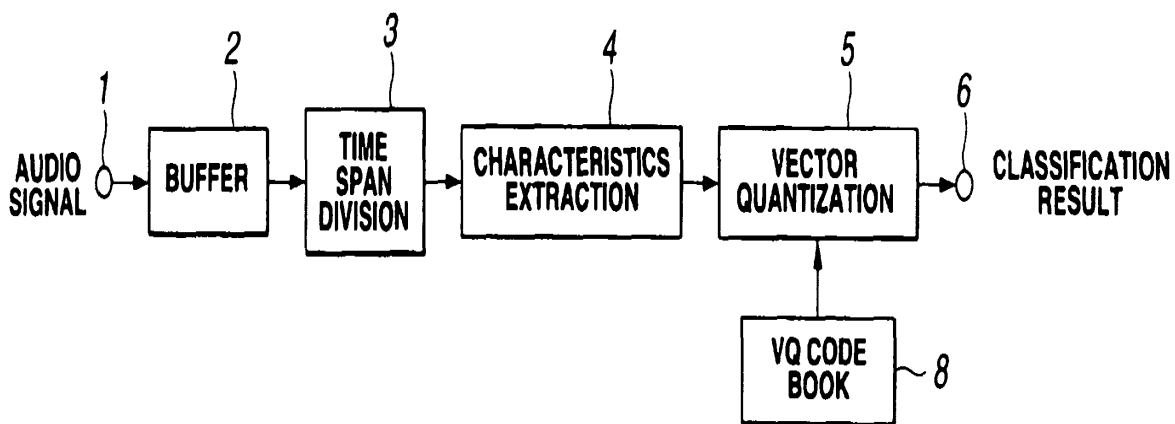 1
2
3
4
5
6
AUDIO
SIGNAL
BUFFER
TIME
SPAN
DIVISION
CHARACTERISTICS
EXTRACTION
VECTOR
QUANTIZATION
CLASSIFICATION
RESULT
VQ CODE
BOOK
8